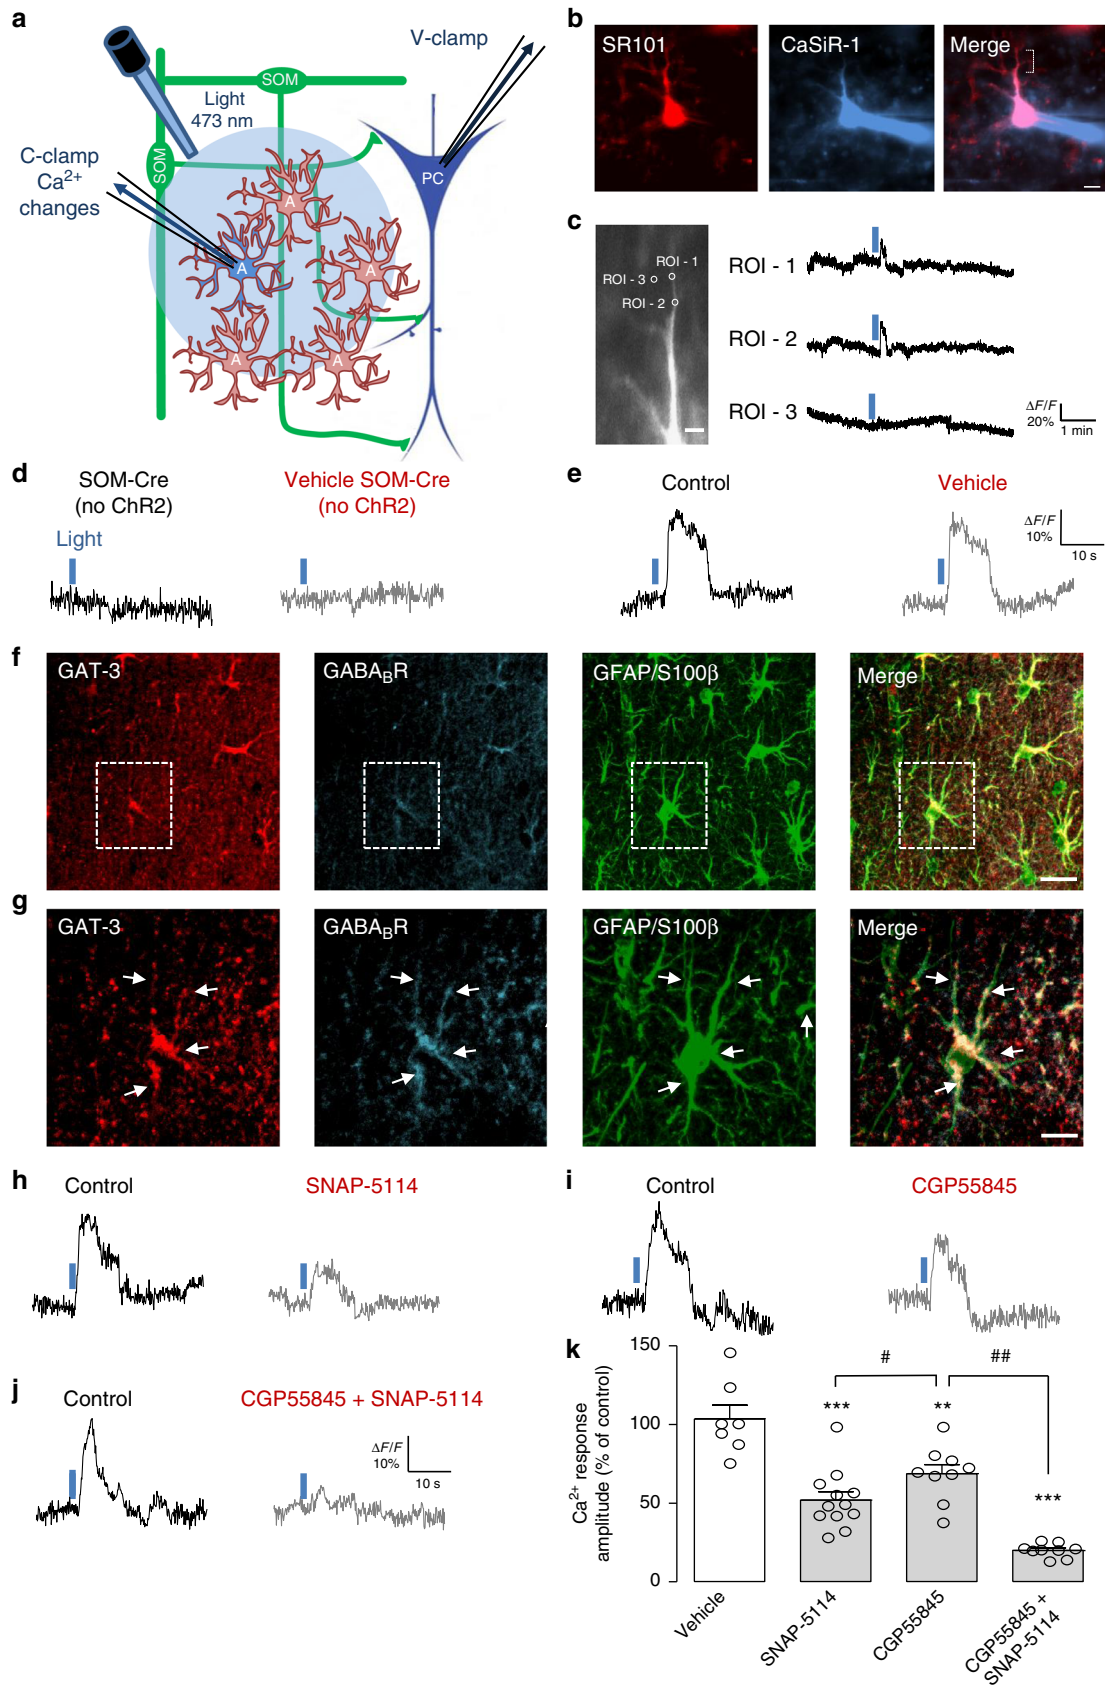 a
V-clamp
SOM
Light
473 nm
SOM
C-clamp
Ca²⁺
changes
PC
A
A
A
A
A
b
SR101
CaSiR-1
Merge
c
ROI - 1
ROI - 3
ROI - 2
ROI - 1
ROI - 2
ROI - 3
ΔF/F
20%
1 min
d
SOM-Cre
(no ChR2)
Vehicle SOM-Cre
(no ChR2)
Light
e
Control
Vehicle
ΔF/F
10%
10 s
f
GAT-3
GABA_BR
GFAP/S100β
Merge
g
GAT-3
GABA_BR
GFAP/S100β
Merge
h
Control
SNAP-5114
i
Control
CGP55845
j
Control
CGP55845 + SNAP-5114
ΔF/F
10%
10 s
k
Ca²⁺ response
amplitude (% of control)
150
100
50
0
#
##
***
**
***
Vehicle
SNAP-5114
CGP55845
CGP55845 +
SNAP-5114